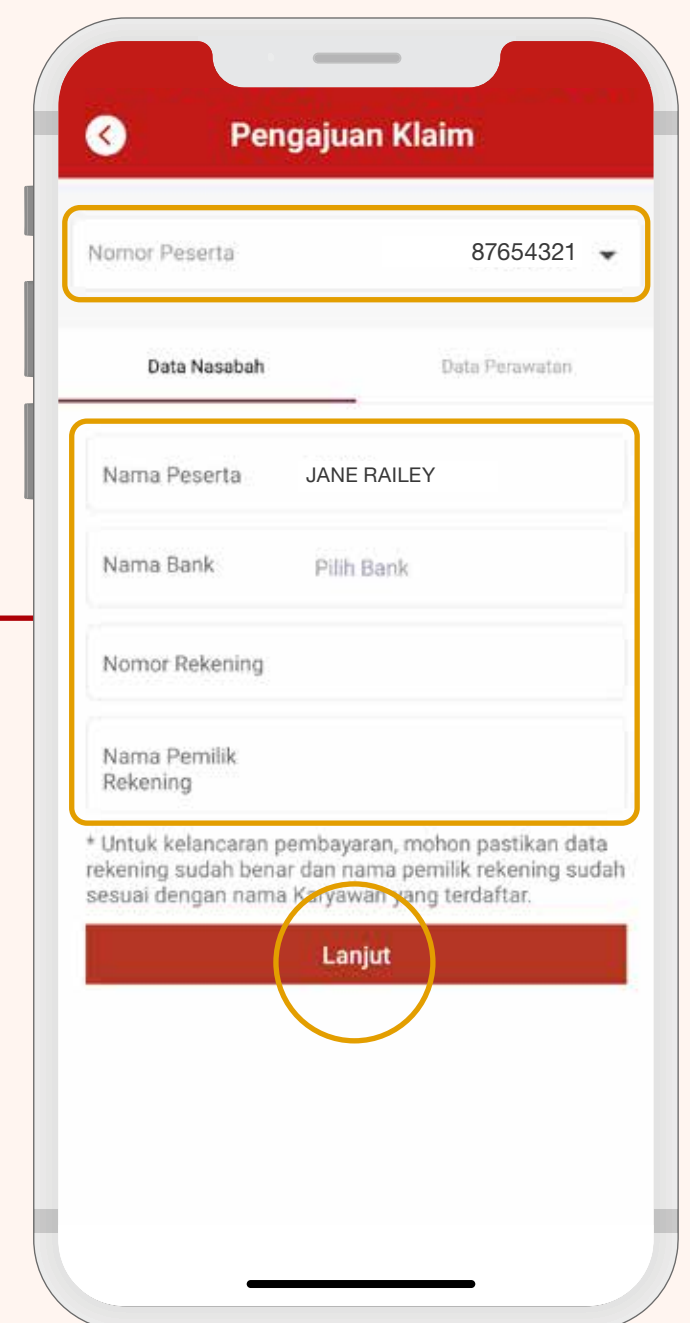 Pengajuan Klaim
Nomor Peserta 87654321
Data Nasabah Data Perawatan
Nama Peserta JANE RAILEY
Nama Bank Pilih Bank
Nomor Rekening
Nama Pemilik
Rekening
* Untuk kelancaran pembayaran, mohon pastikan data
rekening sudah benar dan nama pemilik rekening sudah
sesuai dengan nama Karyawan yang terdaftar.
Lanjut